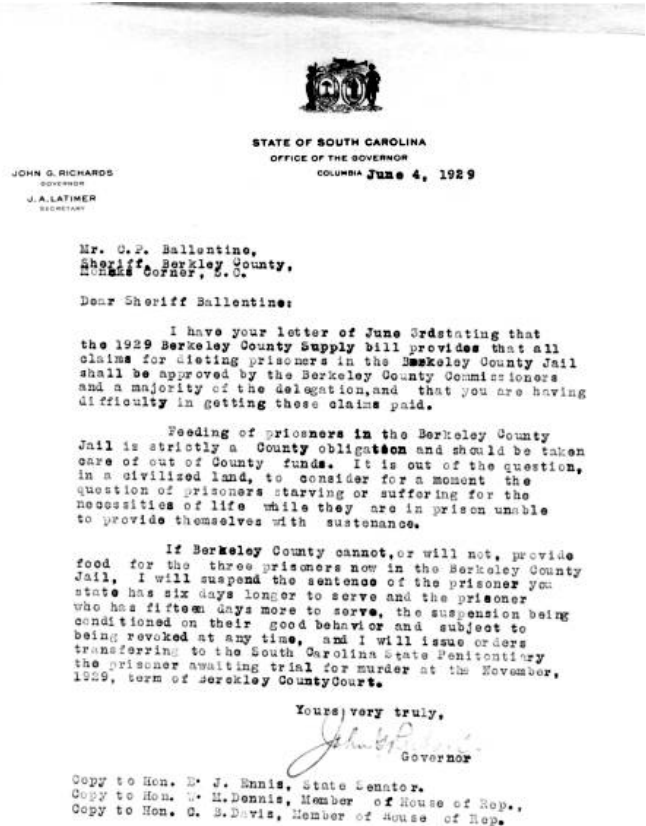 STATE OF SOUTH CAROLINA
OFFICE OF THE GOVERNOR
COLUMBIA June 4, 1929
JOHN G. RICHARDS
GOVERNOR
J. A. LATIMER
SECRETARY
Mr. C.P. Ballentine,
Sheriff, Berkley County,
Moncks Corner, S.C.
Dear Sheriff Ballentine:
I have your letter of June 3rdstating that
the 1929 Berkeley County Supply bill provides that all
claims for dieting prisoners in the Berkeley County Jail
shall be approved by the Berkeley County Commissioners
and a majority of the delegation,and that you are having
difficulty in getting these claims paid.
Feeding of priosners in the Berkeley County
Jail is strictly a County obligation and should be taken
care of out of County funds. It is out of the question,
in a civilized land, to consider for a moment the
question of prisoners starving or suffering for the
necessities of life while they are in prison unable
to provide themselves with sustenance.
If Berkeley County cannot,or will not, provide
food for the three prisoners now in the Berkeley County
Jail, I will suspend the sentence of the prisoner you
state has six days longer to serve and the prisoner
who has fifteen days more to serve, the suspension being
conditioned on their good behavior and subject to
being revoked at any time, and I will issue orders
transferring to the South Carolina State Penitentiary
the prisoner awaiting trial for murder at the November,
1929, term of Berekley CountyCourt.
Yours very truly,
John G Richards
Governor
Copy to Hon. E. J. Ennis, State Senator.
Copy to Hon. W. M. Dennis, Member of House of Rep.,
Copy to Hon. C. B. Davis, Member of House of Rep.